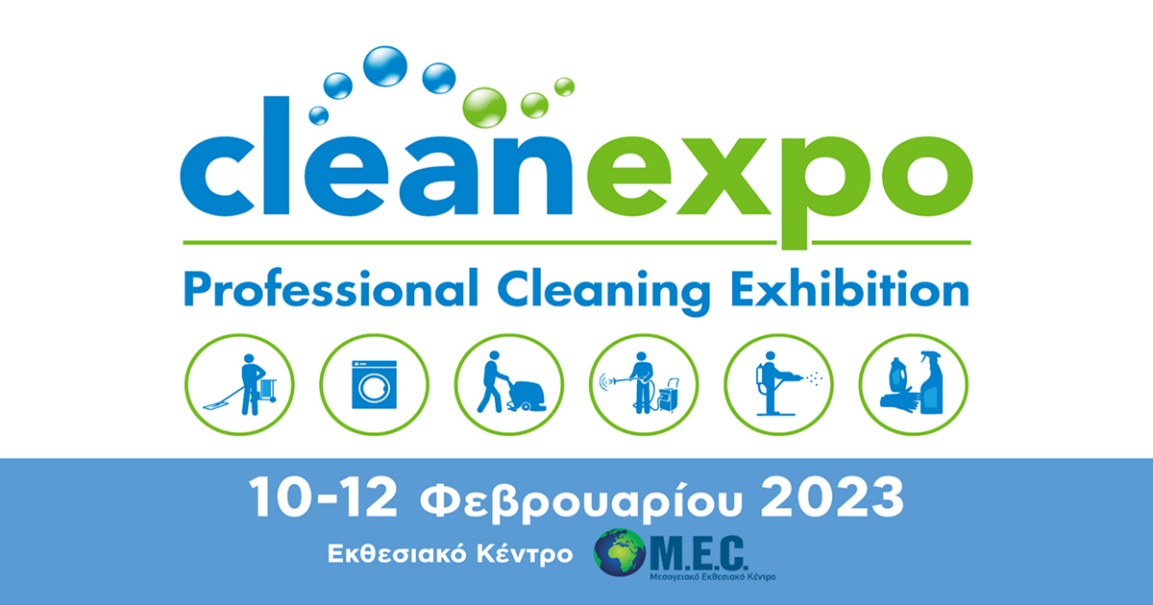 cleanexpo
Professional Cleaning Exhibition
10-12 Φεβρουαρίου 2023
Εκθεσιακό Κέντρο M.E.C.
Μεσογειακό Εκθεσιακό Κέντρο